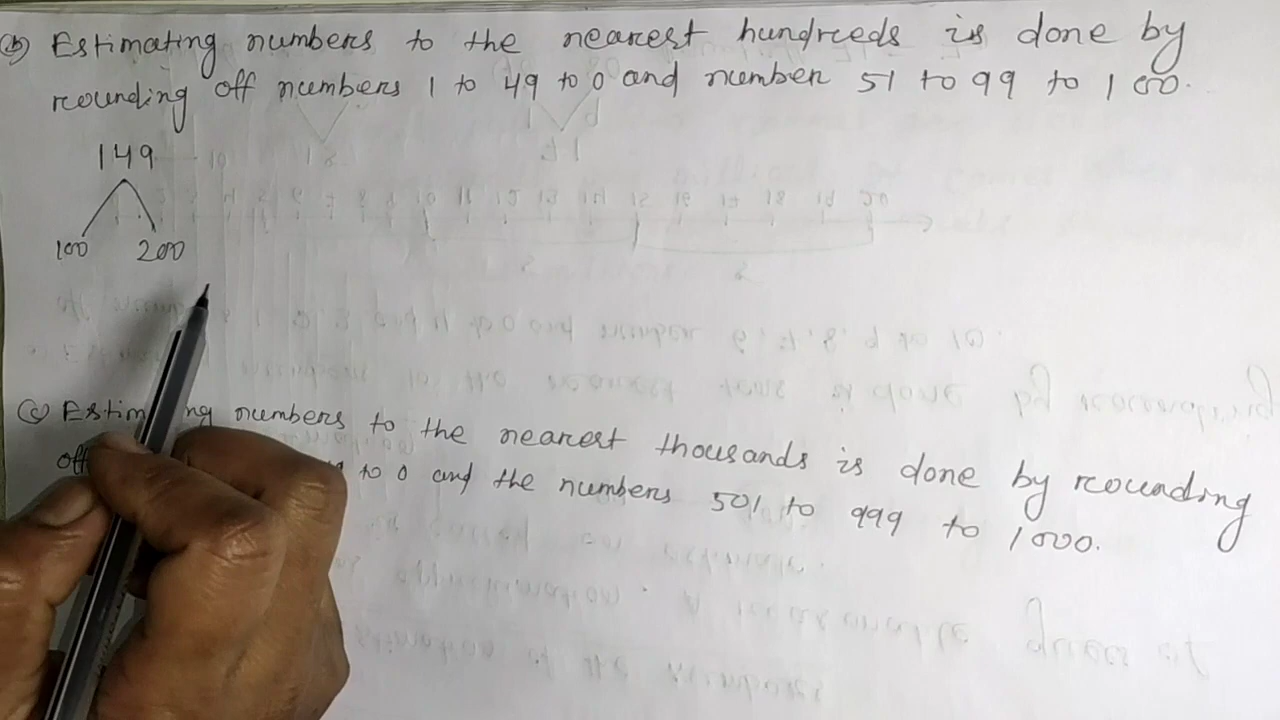 (b) Estimating numbers to the nearest hundreds is done by
rounding off numbers 1 to 49 to 0 and number 51 to 99 to 100.
149
100 200
(c) Estim ng numbers to the nearest thousands is done by rounding
off to 0 and the numbers 501 to 999 to 1000.